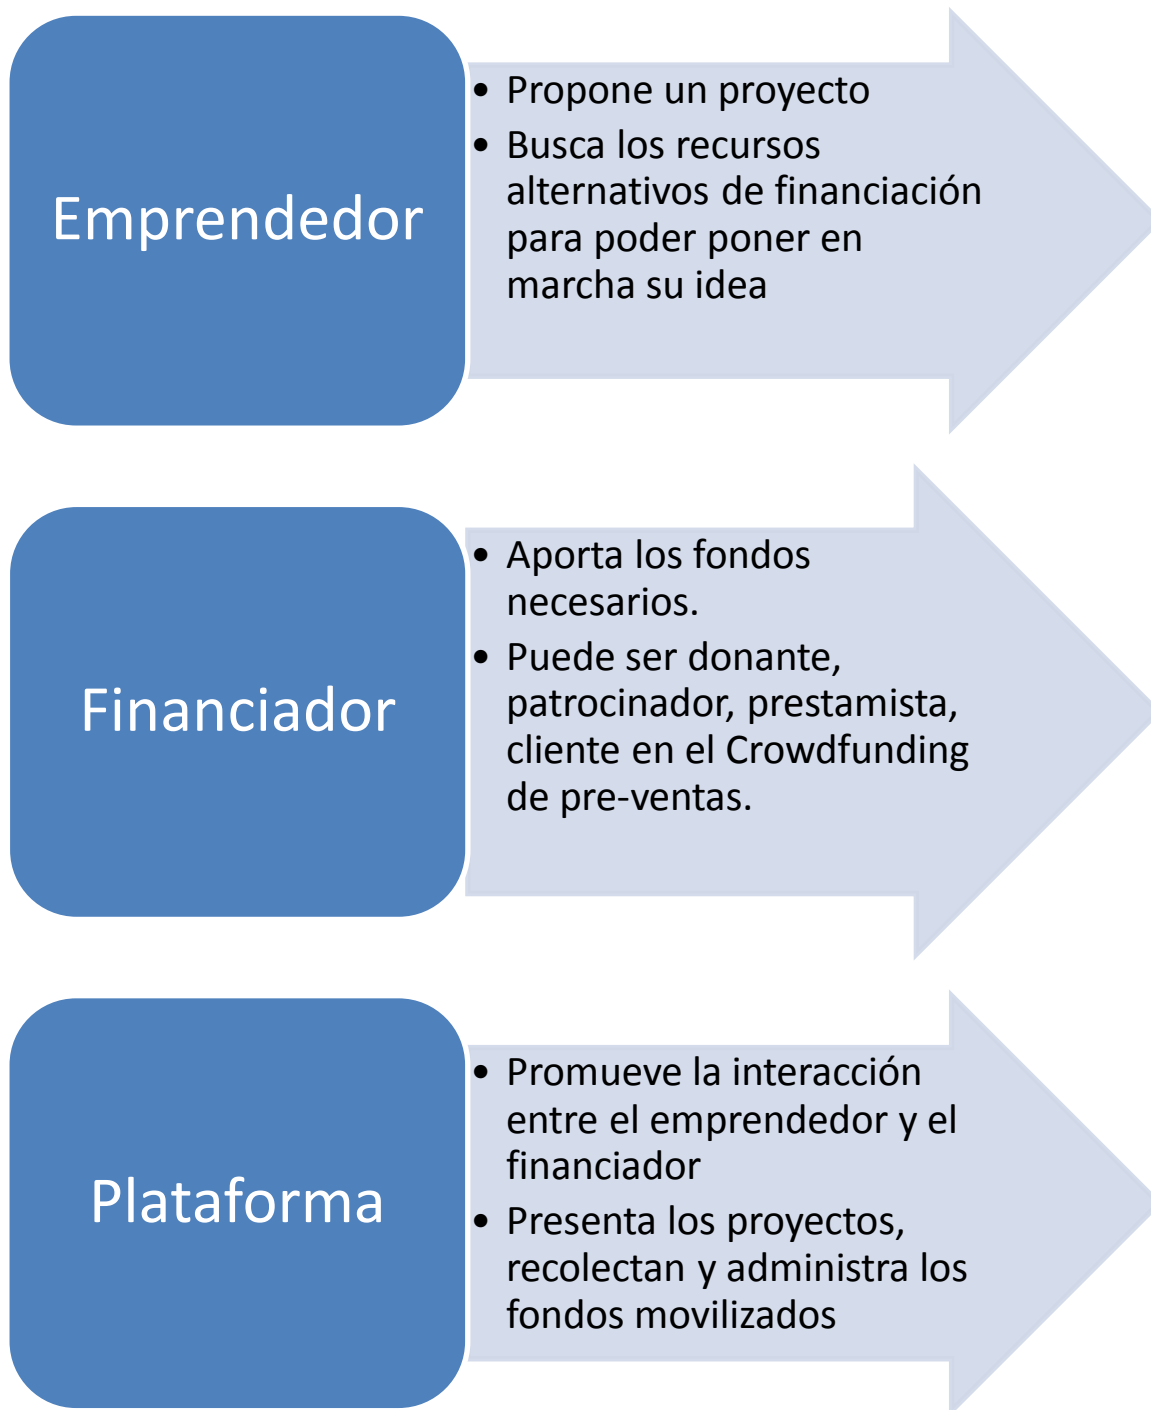 Emprendedor
• Propone un proyecto
• Busca los recursos
alternativos de financiación
para poder poner en
marcha su idea
Financiador
• Aporta los fondos
necesarios.
• Puede ser donante,
patrocinador, prestamista,
cliente en el Crowdfunding
de pre-ventas.
Plataforma
• Promueve la interacción
entre el emprendedor y el
financiador
• Presenta los proyectos,
recolectan y administra los
fondos movilizados